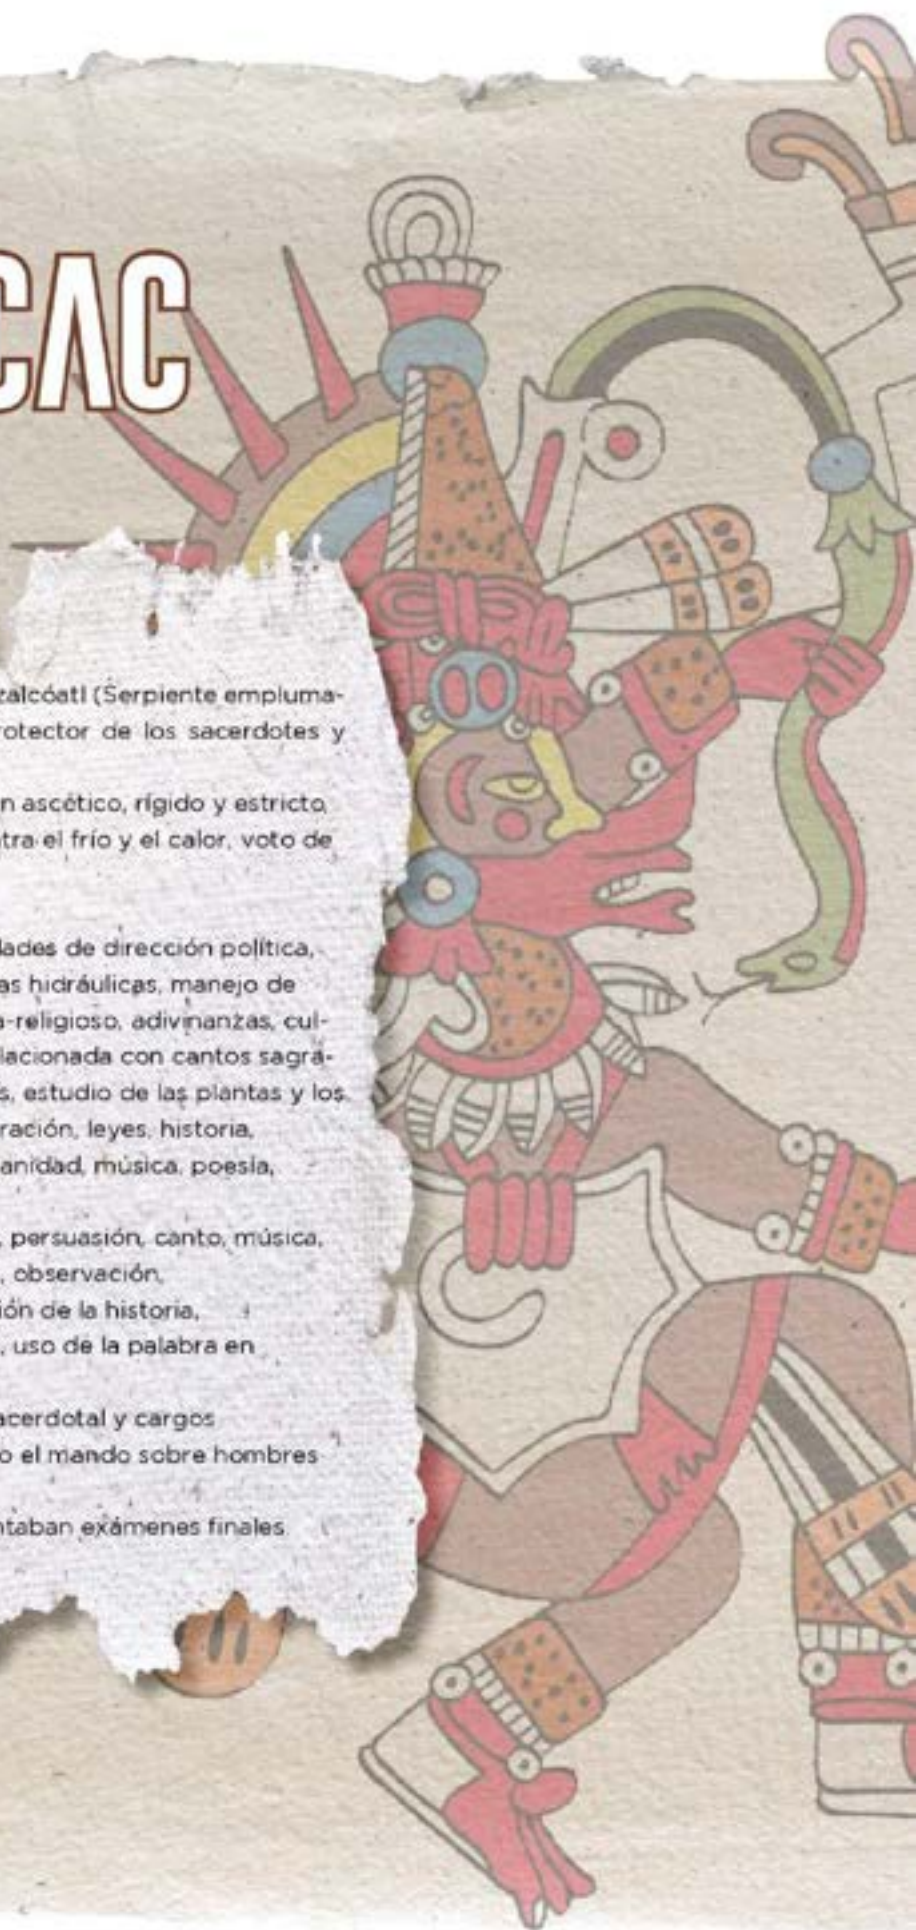 CAC
zalcóatl (Serpiente empluma-
rotector de los sacerdotes y
n ascético, rígido y estricto,
tra el frío y el calor, voto de
dades de dirección política,
as hidráulicas, manejo de
a-religioso, adivinanzas, cul-
lacionada con cantos sagra-
s, estudio de las plantas y los
ración, leyes, historia,
anidad, música, poesía,
, persuasión, canto, música,
, observación,
ión de la historia,
, uso de la palabra en
acerdotal y cargos
o el mando sobre hombres
ntaban exámenes finales